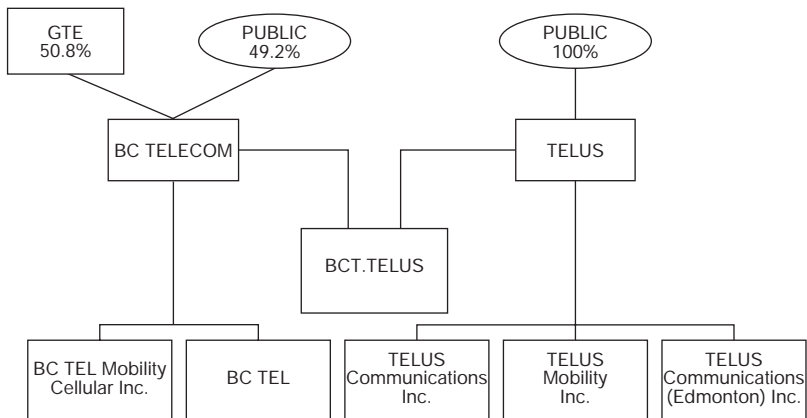 GTE
50.8%
PUBLIC
49.2%
PUBLIC
100%
BC TELECOM
TELUS
BCT.TELUS
BC TEL Mobility
Cellular Inc.
BC TEL
TELUS
Communications
Inc.
TELUS
Mobility
Inc.
TELUS
Communications
(Edmonton) Inc.